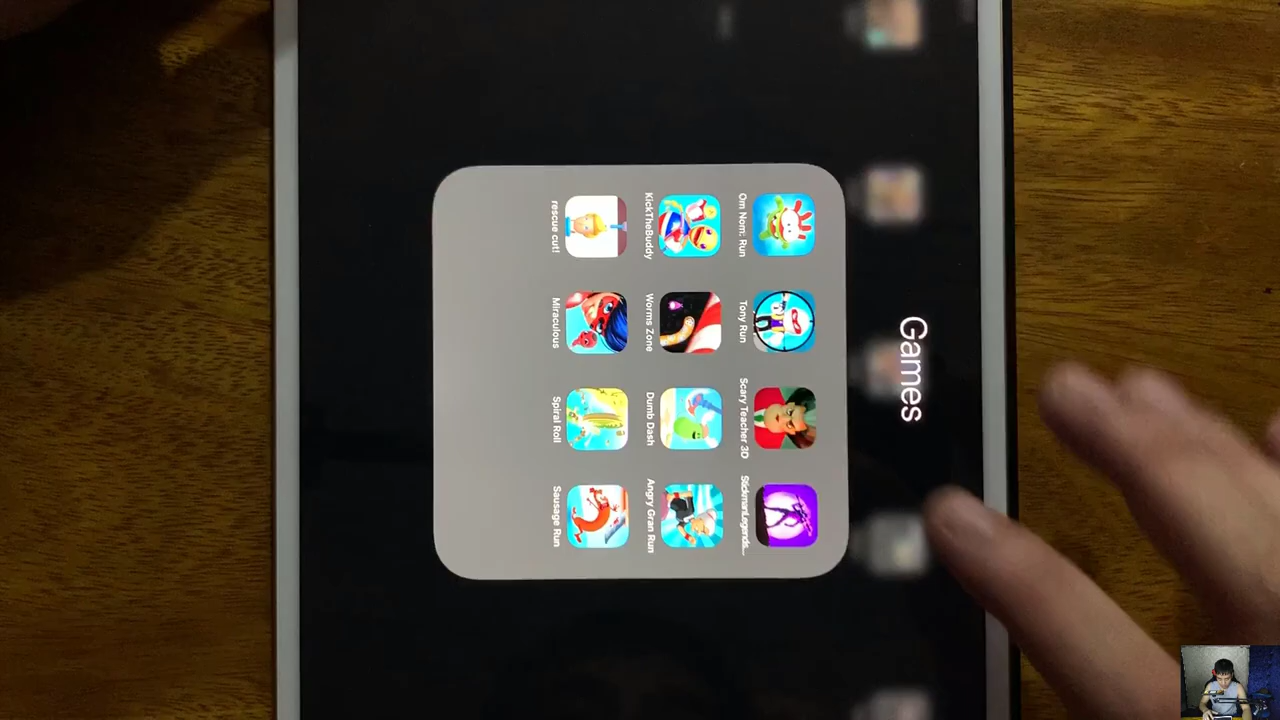 Games
Om Nom: Run
Tony Run
Scary Teacher 3D
StickmanLegends...
KickTheBuddy
Worms Zone
Dumb Dash
Angry Gran Run
rescue cut!
Miraculous
Spiral Roll
Sausage Run